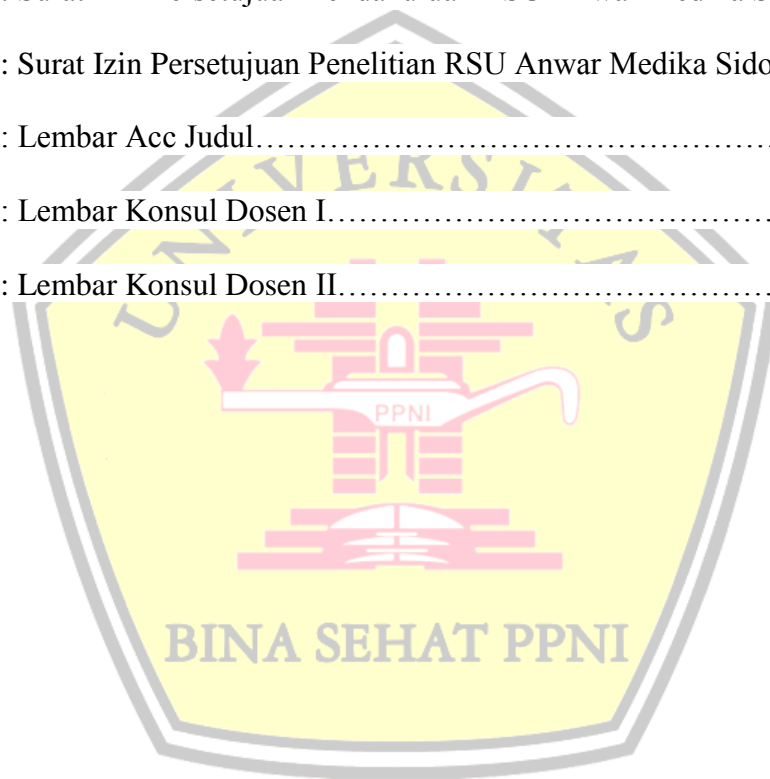 : Surat Izin Persetujuan Penelitian RSU Anwar Medika Sido
: Lembar Acc Judul……………………………………………
: Lembar Konsul Dosen I……………………………………
: Lembar Konsul Dosen II……………………………………
UNIVERSITAS
PPNI
BINA SEHAT PPNI